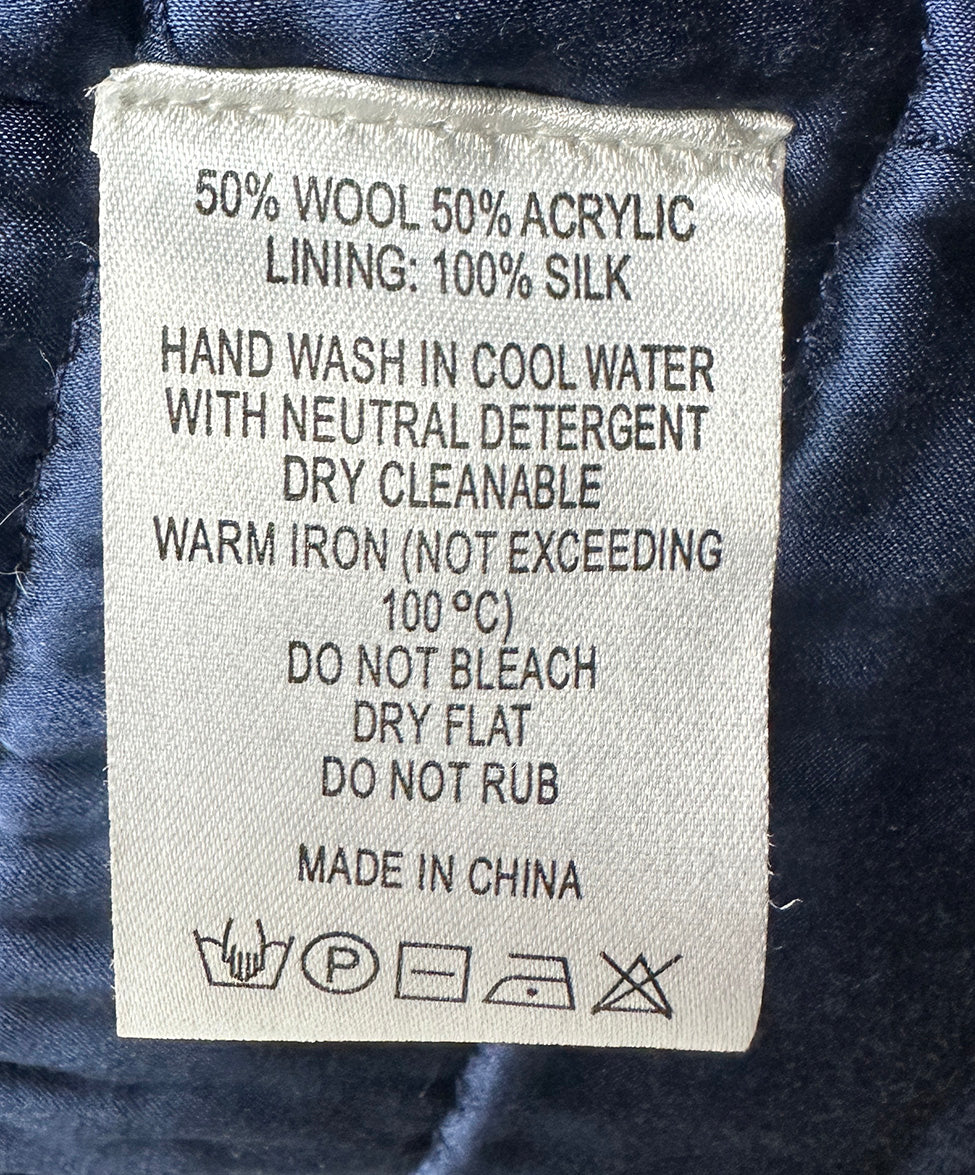 50% WOOL 50% ACRYLIC
LINING: 100% SILK
HAND WASH IN COOL WATER
WITH NEUTRAL DETERGENT
DRY CLEANABLE
WARM IRON (NOT EXCEEDING
100 °C)
DO NOT BLEACH
DRY FLAT
DO NOT RUB
MADE IN CHINA
P